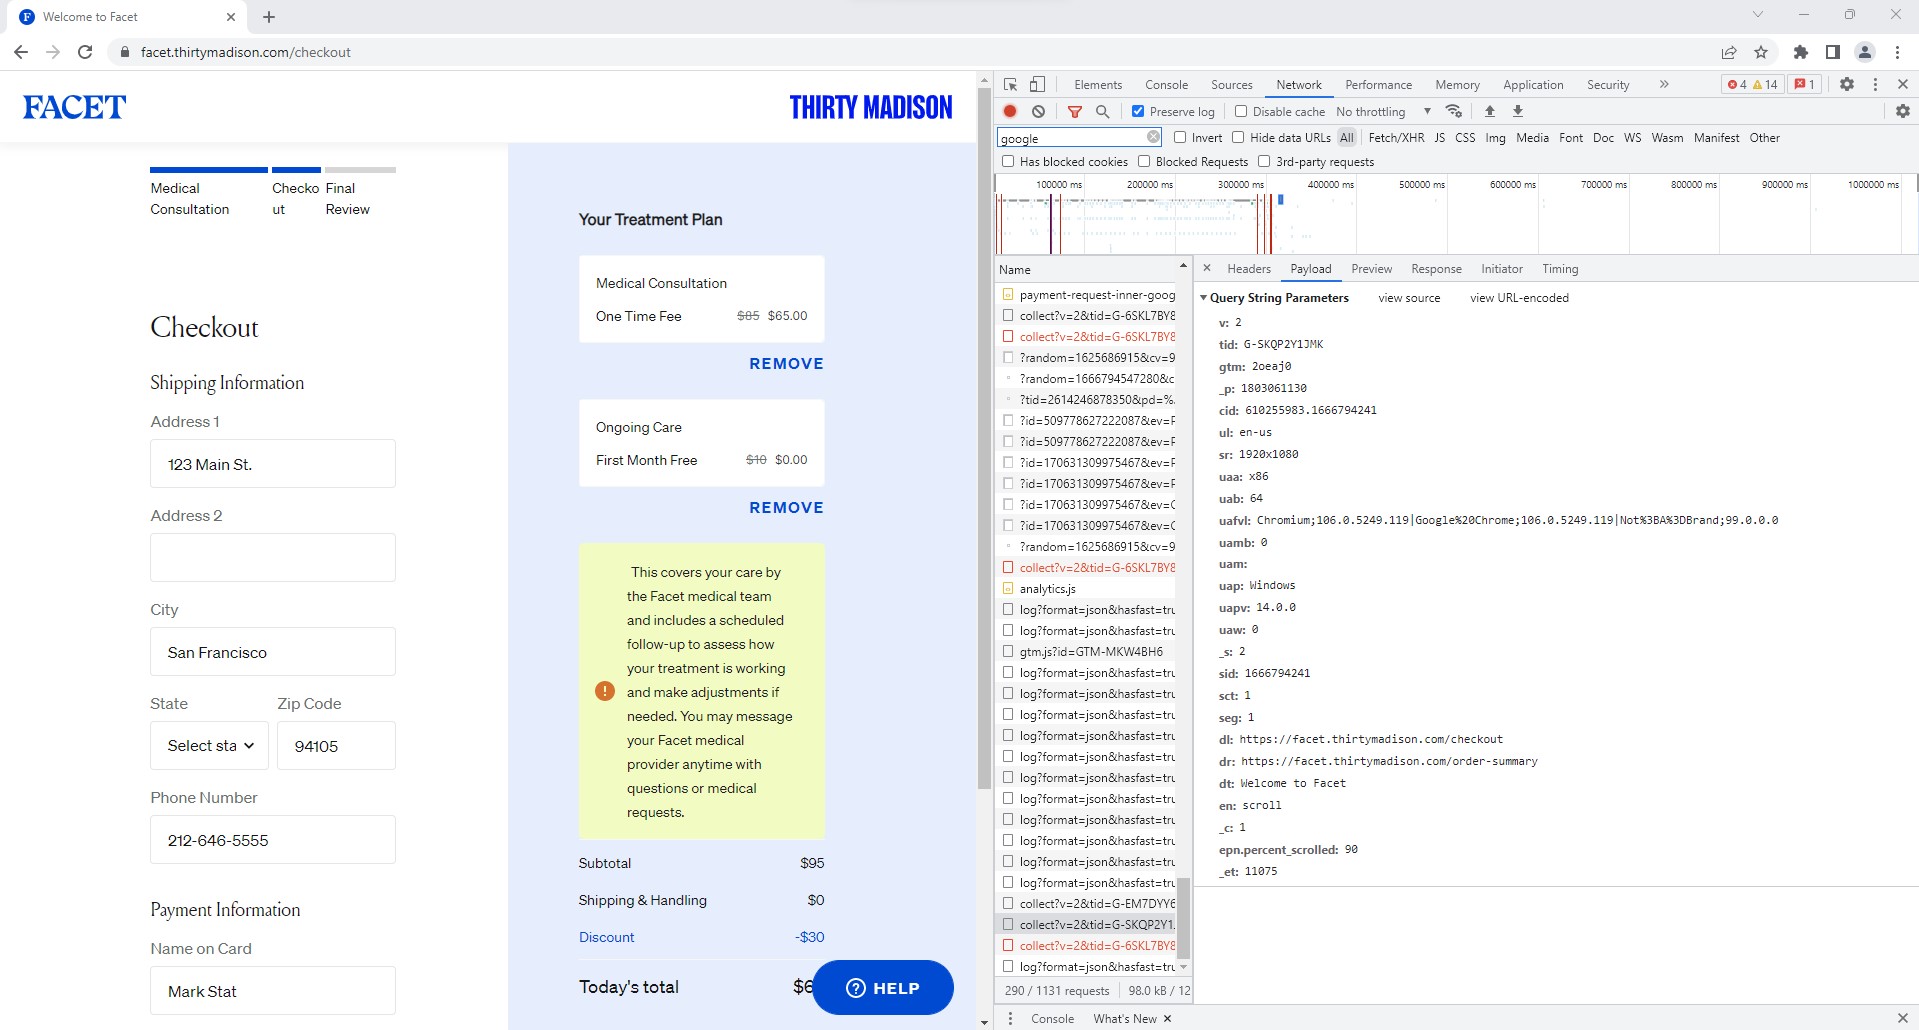 Welcome to Facet
facet.thirtymadison.com/checkout
FACET
THIRTY MADISON
Medical Consultation
Checkout
Final Review
Checkout
Shipping Information
Address 1
123 Main St.
Address 2
City
San Francisco
State
Zip Code
Select sta
94105
Phone Number
212-646-5555
Payment Information
Name on Card
Mark Stat
Your Treatment Plan
Medical Consultation
One Time Fee $85 $65.00
REMOVE
Ongoing Care
First Month Free $10 $0.00
REMOVE
This covers your care by
the Facet medical team
and includes a scheduled
follow-up to assess how
your treatment is working
and make adjustments if
needed. You may message
your Facet medical
provider anytime with
questions or medical
requests.
Subtotal $95
Shipping & Handling $0
Discount -$30
Today's total $6
HELP
Elements Console Sources Network Performance Memory Application Security » 4 14 1
Preserve log Disable cache No throttling
google Invert Hide data URLs All Fetch/XHR JS CSS Img Media Font Doc WS Wasm Manifest Other
Has blocked cookies Blocked Requests 3rd-party requests
100000 ms 200000 ms 300000 ms 400000 ms 500000 ms 600000 ms 700000 ms 800000 ms 900000 ms 1000000 ms
Name
payment-request-inner-goog
collect?v=2&tid=G-6SKL7BY8
collect?v=2&tid=G-6SKL7BY8
?random=1625686915&cv=9
?random=1666794547280&c
?tid=2614246878350&pd=%.
?id=509778627222087&ev=P
?id=509778627222087&ev=P
?id=170631309975467&ev=P
?id=170631309975467&ev=P
?id=170631309975467&ev=C
?id=170631309975467&ev=C
?random=1625686915&cv=9
collect?v=2&tid=G-6SKL7BY8
analytics.js
log?format=json&hasfast=tru
log?format=json&hasfast=tru
gtm.js?id=GTM-MKW4BH6
log?format=json&hasfast=tru
log?format=json&hasfast=tru
log?format=json&hasfast=tru
log?format=json&hasfast=tru
log?format=json&hasfast=tru
log?format=json&hasfast=tru
log?format=json&hasfast=tru
log?format=json&hasfast=tru
log?format=json&hasfast=tru
log?format=json&hasfast=tru
log?format=json&hasfast=tru
collect?v=2&tid=G-EM7DYY6
collect?v=2&tid=G-SKQP2Y1.
collect?v=2&tid=G-6SKL7BY8
log?format=json&hasfast=tru
290 / 1131 requests 98.0 kB / 12
Headers Payload Preview Response Initiator Timing
Query String Parameters view source view URL-encoded
v: 2
tid: G-SKQP2Y1JMK
gtm: 2oeaj0
_p: 1803061130
cid: 610255983.1666794241
ul: en-us
sr: 1920x1080
uaa: x86
uab: 64
uafvl: Chromium;106.0.5249.119|Google%20Chrome;106.0.5249.119|Not%3BA%3DBrand;99.0.0.0
uamb: 0
uam:
uap: Windows
uapv: 14.0.0
uaw: 0
_s: 2
sid: 1666794241
sct: 1
seg: 1
dl: https://facet.thirtymadison.com/checkout
dr: https://facet.thirtymadison.com/order-summary
dt: Welcome to Facet
en: scroll
_c: 1
epn.percent_scrolled: 90
_et: 11075
Console What's New